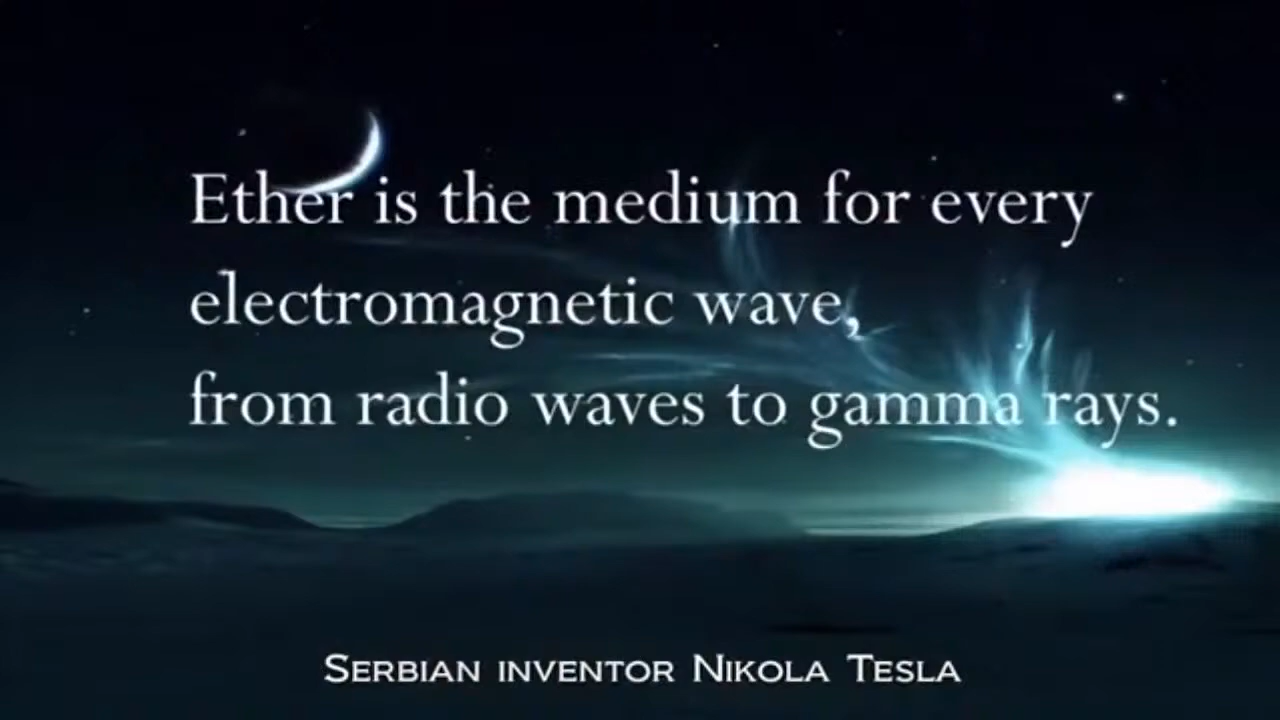 Ether is the medium for every
electromagnetic wave,
from radio waves to gamma rays.
Serbian inventor Nikola Tesla